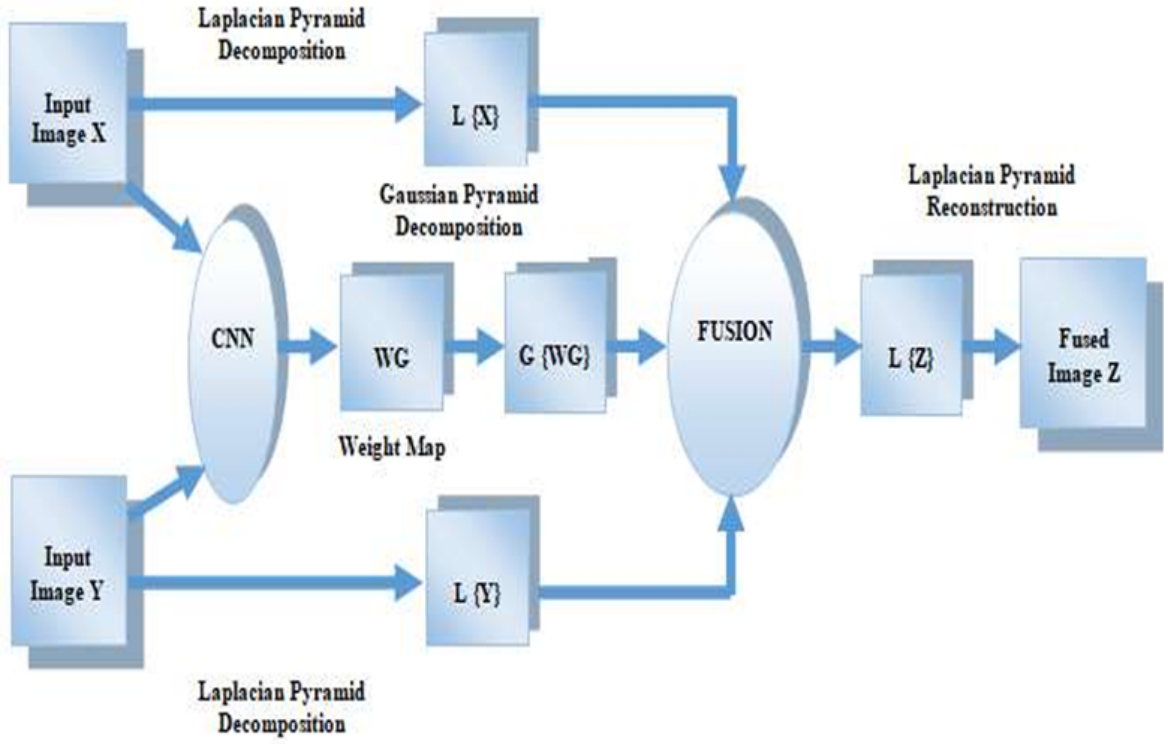 Laplacian Pyramid
Decomposition
Input
Image X
L {X}
Gaussian Pyramid
Decomposition
Laplacian Pyramid
Reconstruction
CNN
WG
G {WG}
FUSION
L {Z}
Fused
Image Z
Weight Map
Input
Image Y
L {Y}
Laplacian Pyramid
Decomposition